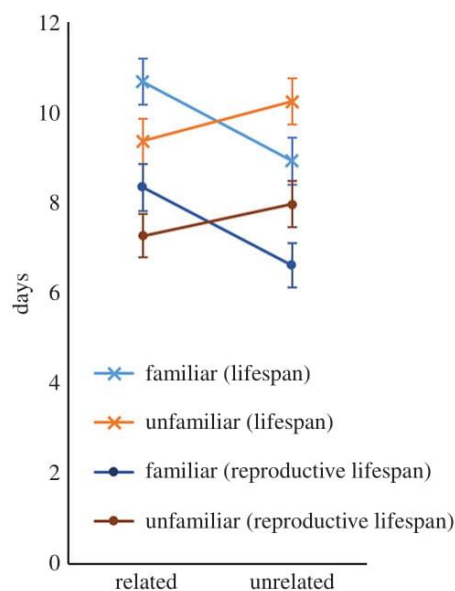 12
10
8
6
4
2
0
days
familiar (lifespan)
unfamiliar (lifespan)
familiar (reproductive lifespan)
unfamiliar (reproductive lifespan)
related
unrelated